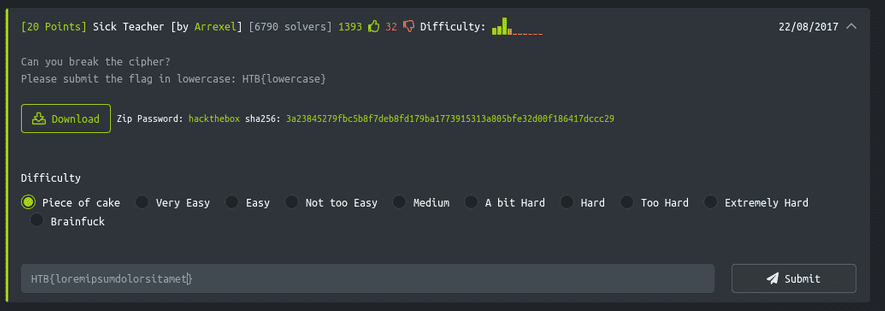 [20 Points] Sick Teacher [by Arrexel] [6790 solvers] 1393 32 Difficulty: 22/08/2017
Can you break the cipher?
Please submit the flag in lowercase: HTB{lowercase}
Download Zip Password: hackthebox sha256: 3a23845279fbc5b8f7deb8fd179ba1773915313a805bfe32d00f186417dccc29
Difficulty
Piece of cake Very Easy Easy Not too Easy Medium A bit Hard Hard Too Hard Extremely Hard
Brainfuck
HTB{loremipsumdolorsitamet} Submit